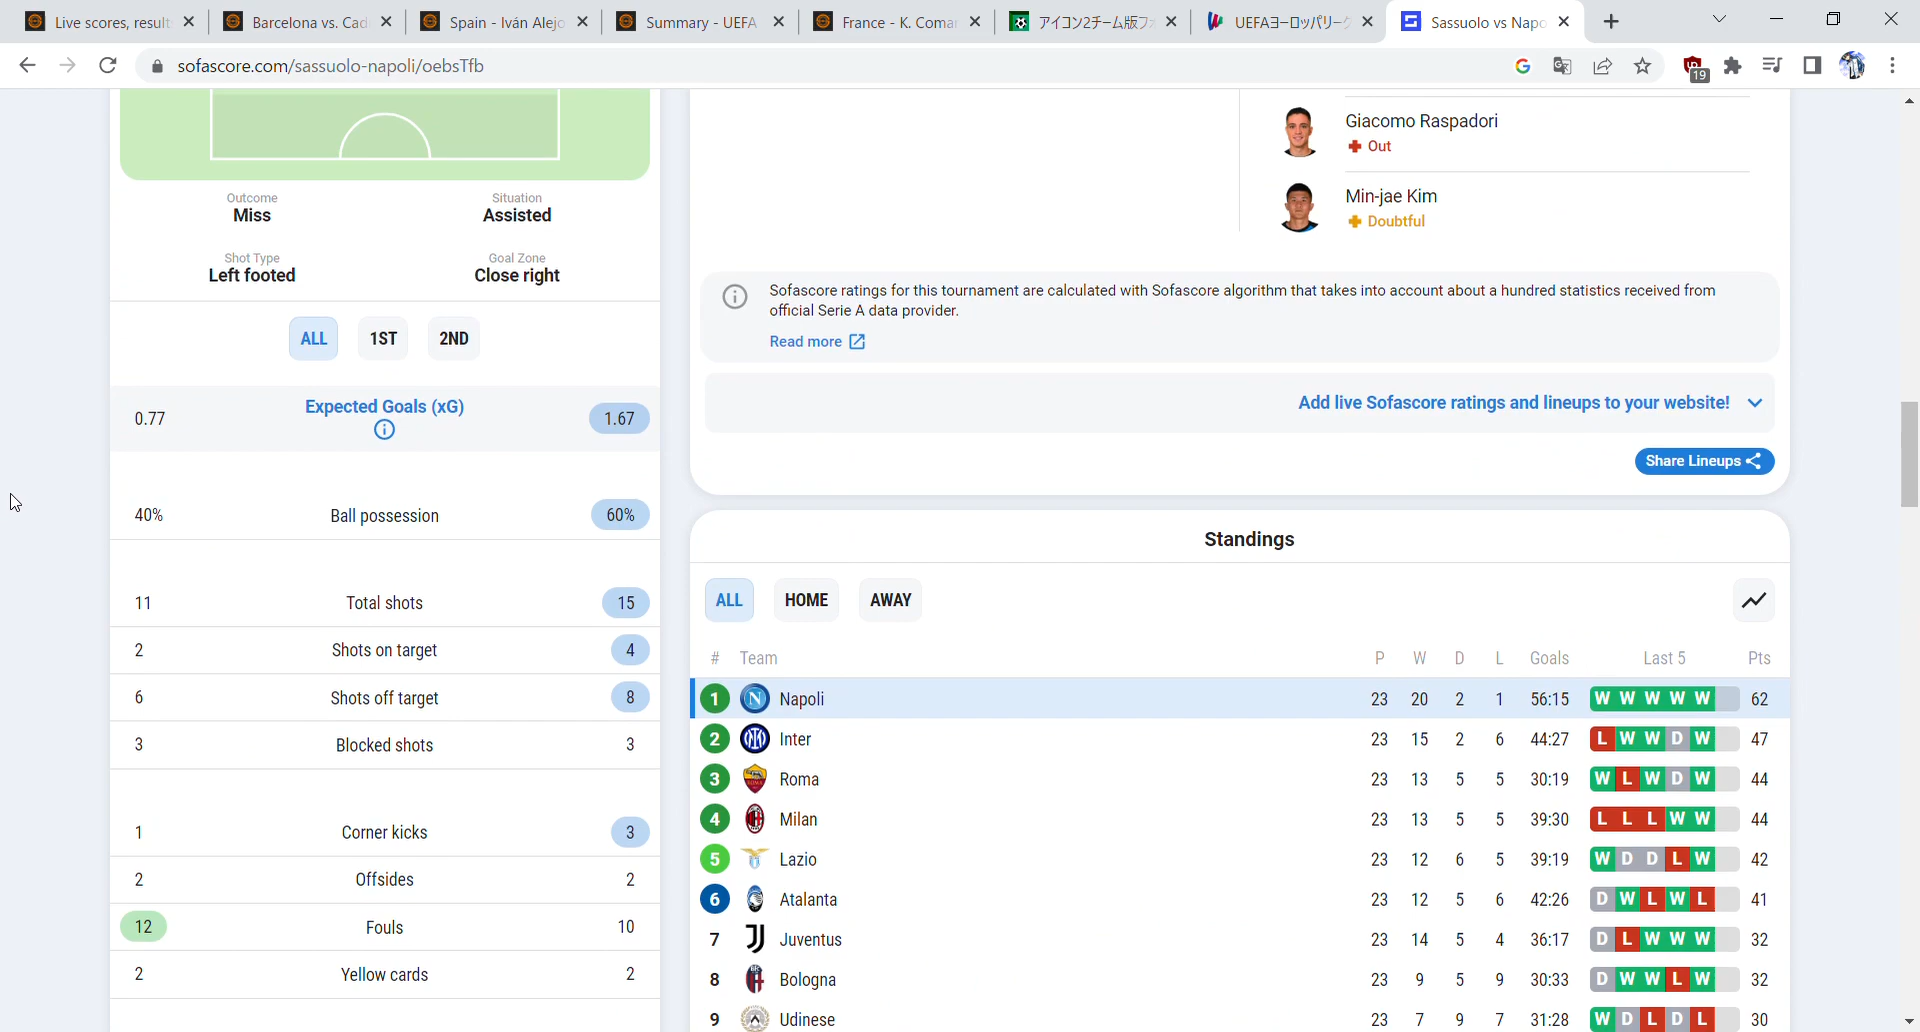 Live scores, result
Barcelona vs. Cad
Spain - Iván Alejo
Summary - UEFA
France - K. Coma
アイコン2チーム版フ
UEFAヨーロッパリーグ
Sassuolo vs Napo
sofascore.com/sassuolo-napoli/oebsTfb
19
Outcome
Situation
Miss
Assisted
Shot Type
Goal Zone
Left footed
Close right
ALL 1ST 2ND
0.77 Expected Goals (xG) 1.67
40% Ball possession 60%
11 Total shots 15
2 Shots on target 4
6 Shots off target 8
3 Blocked shots 3
1 Corner kicks 3
2 Offsides 2
12 Fouls 10
2 Yellow cards 2
Giacomo Raspadori
Out
Min-jae Kim
Doubtful
Sofascore ratings for this tournament are calculated with Sofascore algorithm that takes into account about a hundred statistics received from
official Serie A data provider.
Read more
Add live Sofascore ratings and lineups to your website!
Share Lineups
Standings
ALL HOME AWAY
# Team P W D L Goals Last 5 Pts
1 Napoli 23 20 2 1 56:15 W W W W W 62
2 Inter 23 15 2 6 44:27 L W W D W 47
3 Roma 23 13 5 5 30:19 W L W D W 44
4 Milan 23 13 5 5 39:30 L L L W W 44
5 Lazio 23 12 6 5 39:19 W D D L W 42
6 Atalanta 23 12 5 6 42:26 D W L W L 41
7 Juventus 23 14 5 4 36:17 D L W W W 32
8 Bologna 23 9 5 9 30:33 D W W L W 32
9 Udinese 23 7 9 7 31:28 W D L D L 30